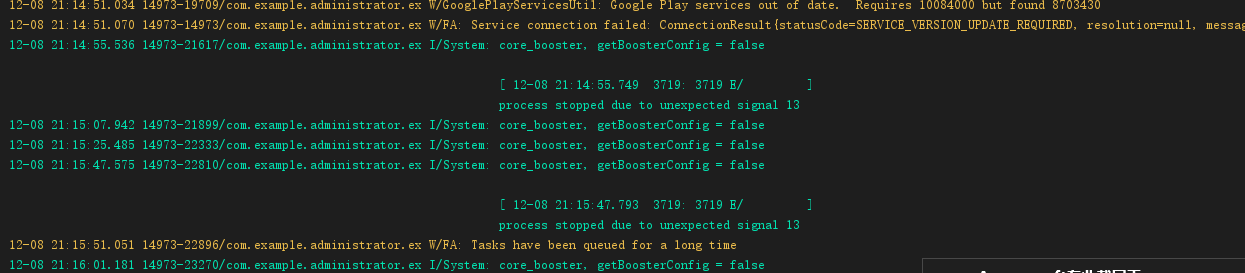 12-08 21:14:51.034 14973-19709/com.example.administrator.ex W/GooglePlayServicesUtil: Google Play services out of date.  Requires 10084000 but found 8703430
12-08 21:14:51.070 14973-14973/com.example.administrator.ex W/FA: Service connection failed: ConnectionResult{statusCode=SERVICE_VERSION_UPDATE_REQUIRED, resolution=null, messag
12-08 21:14:55.536 14973-21617/com.example.administrator.ex I/System: core_booster, getBoosterConfig = false
[ 12-08 21:14:55.749  3719: 3719 E/         ]
process stopped due to unexpected signal 13
12-08 21:15:07.942 14973-21899/com.example.administrator.ex I/System: core_booster, getBoosterConfig = false
12-08 21:15:25.485 14973-22333/com.example.administrator.ex I/System: core_booster, getBoosterConfig = false
12-08 21:15:47.575 14973-22810/com.example.administrator.ex I/System: core_booster, getBoosterConfig = false
[ 12-08 21:15:47.793  3719: 3719 E/         ]
process stopped due to unexpected signal 13
12-08 21:15:51.051 14973-22896/com.example.administrator.ex W/FA: Tasks have been queued for a long time
12-08 21:16:01.181 14973-23270/com.example.administrator.ex I/System: core_booster, getBoosterConfig = false